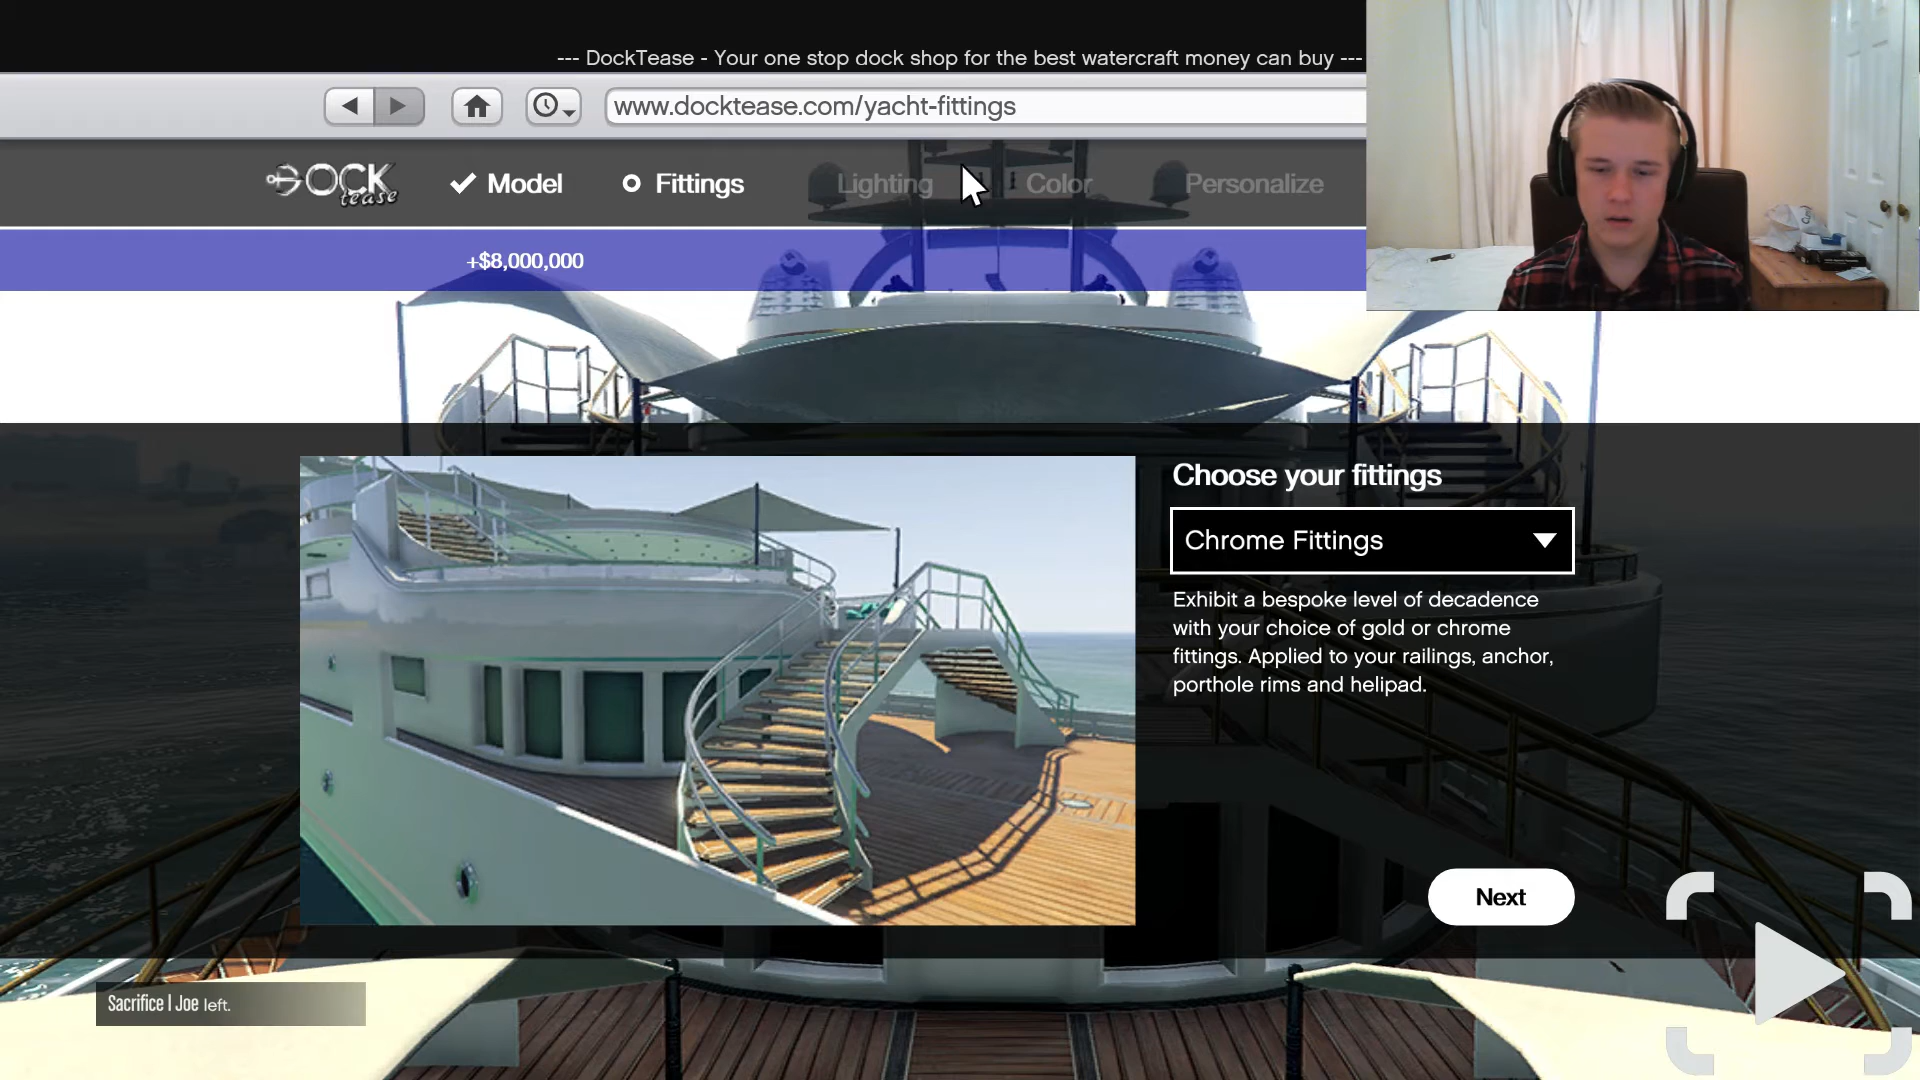 --- DockTease - Your one stop dock shop for the best watercraft money can buy ---
www.docktease.com/yacht-fittings
DOCK tease
Model
Fittings
Lighting
Color
Personalize
+$8,000,000
Choose your fittings
Chrome Fittings
Exhibit a bespoke level of decadence
with your choice of gold or chrome
fittings. Applied to your railings, anchor,
porthole rims and helipad.
Next
Sacrifice | Joe left.